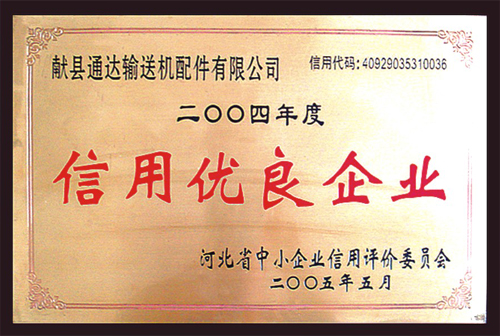 献县通达输送机配件有限公司 信用代码:40929035310036
二〇〇四年度
信用优良企业
河北省中小企业信用评价委员会
二〇〇五年五月